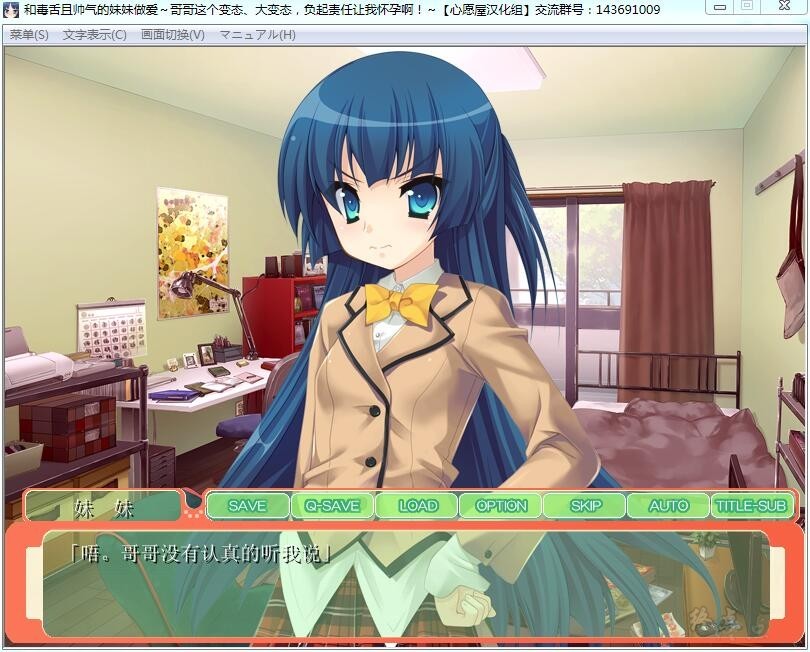 和毒舌且帅气的妹妹做爱～哥哥这个变态、大变态，负起责任让我怀孕啊！～【心愿屋汉化组】交流群号：143691009
菜单(S) 文字表示(C) 画面切换(V) マニュアル(H)
妹 妹
SAVE Q-SAVE LOAD OPTION SKIP AUTO TITLE-SUB
「唔。哥哥没有认真的听我说」